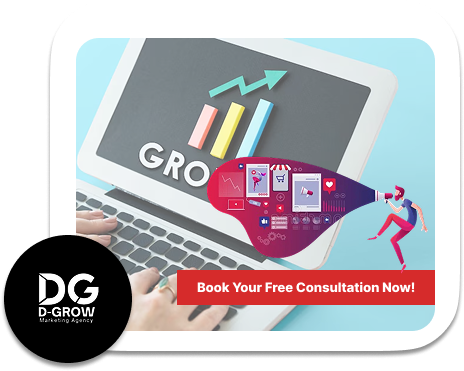 GRO
Book Your Free Consultation Now!
DG
D-GROW
Marketing Agency